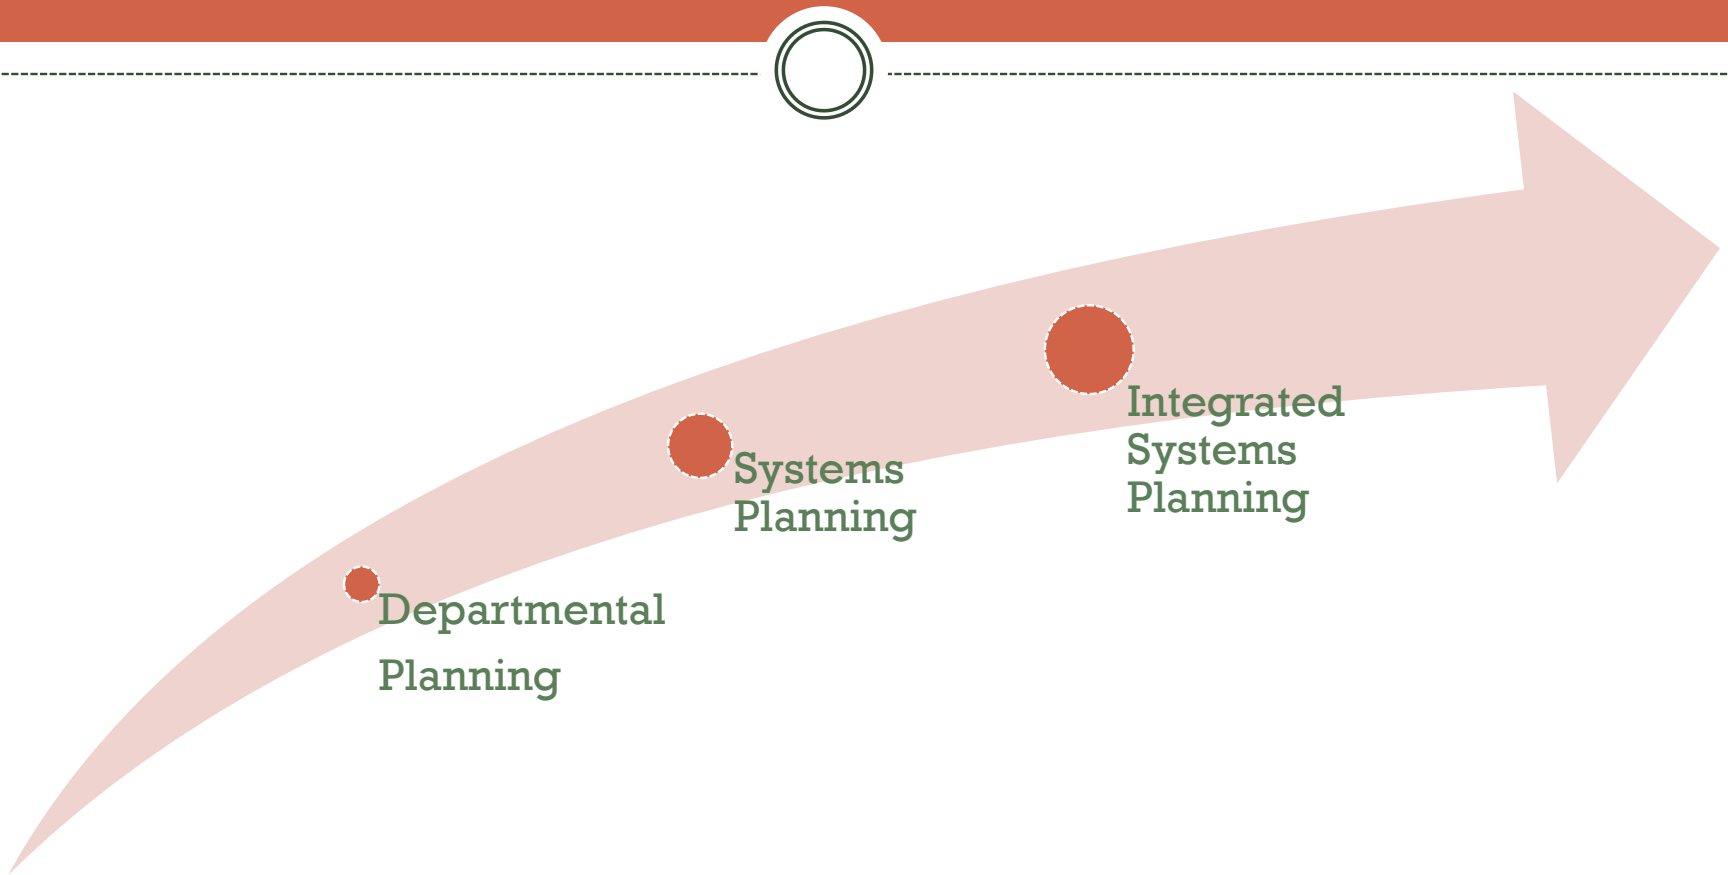 Departmental
Planning
Systems
Planning
Integrated
Systems
Planning